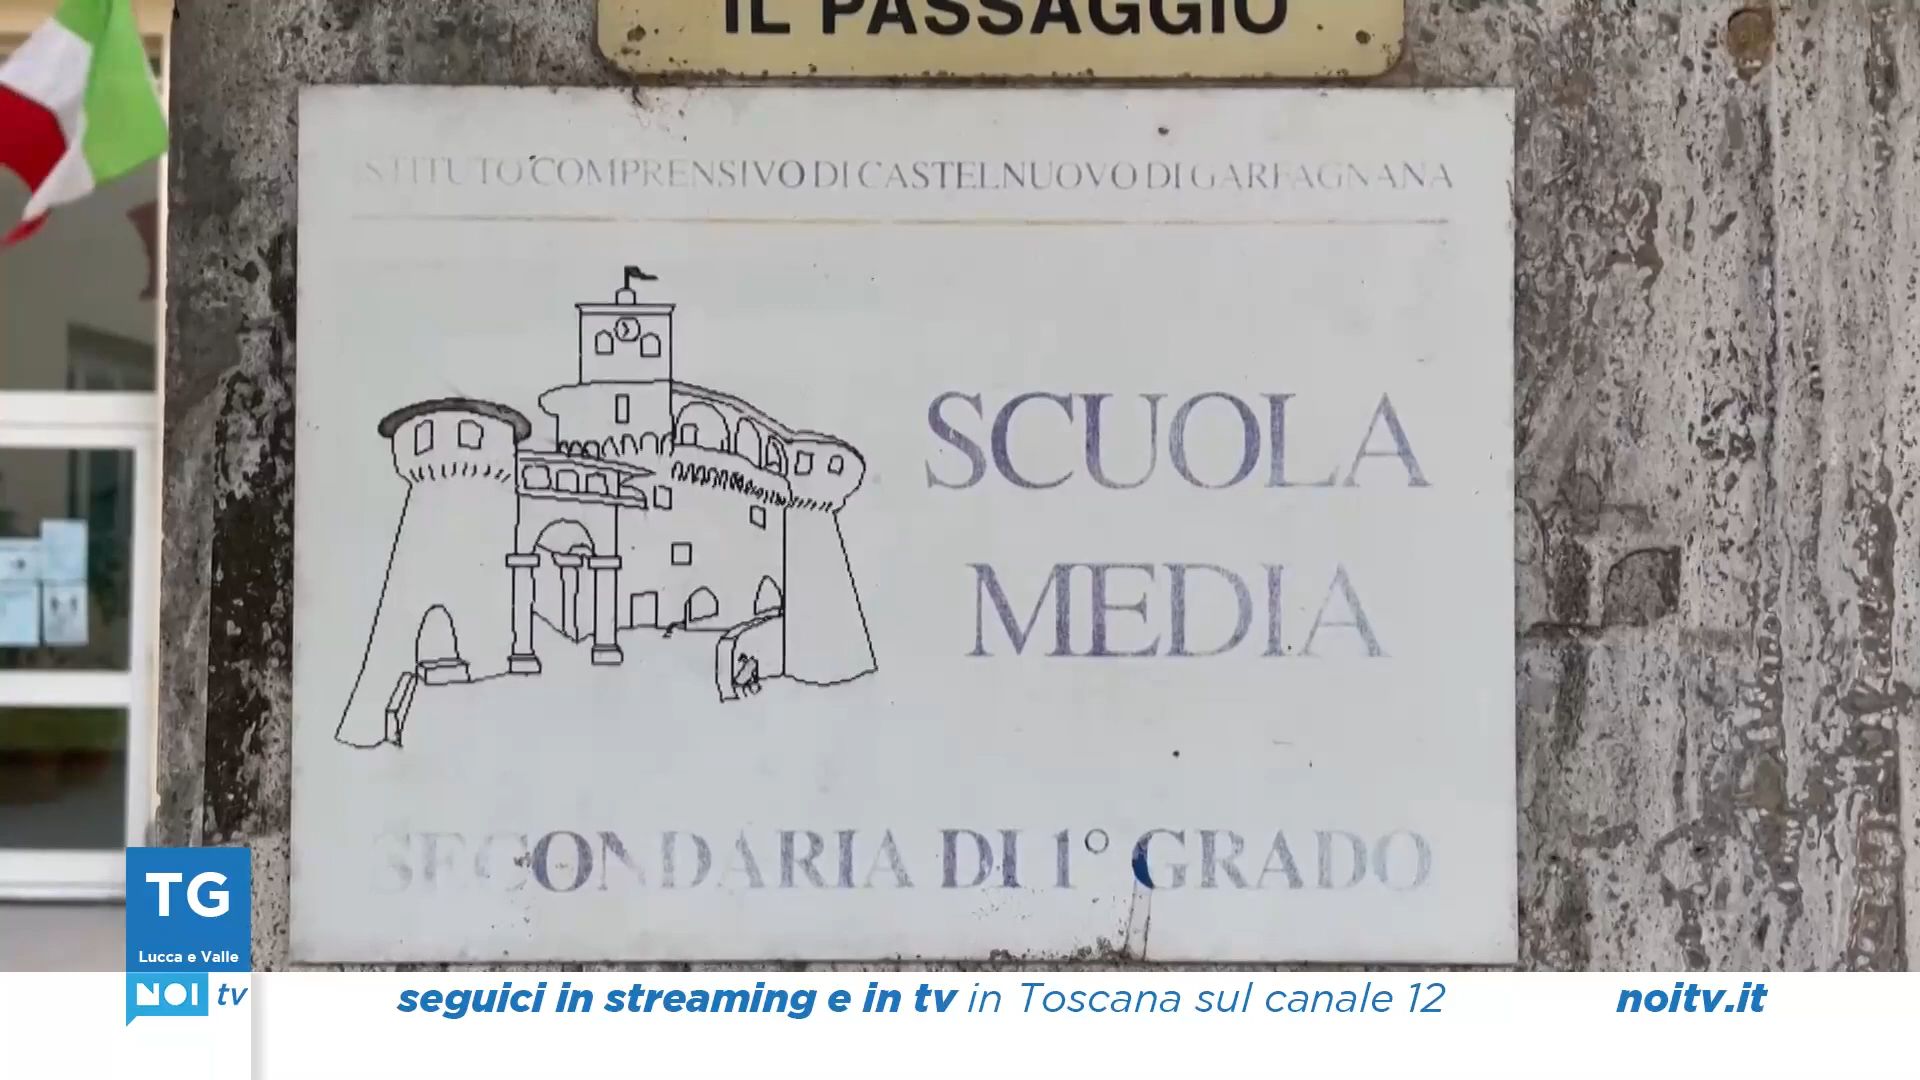 IL PASSAGGIO
ISTITUTO COMPRENSIVO DI CASTELNUOVO DI GARFAGNANA
SCUOLA
MEDIA
SECONDARIA DI 1° GRADO
TG
Lucca e Valle
NOI tv
seguici in streaming e in tv in Toscana sul canale 12
noitv.it